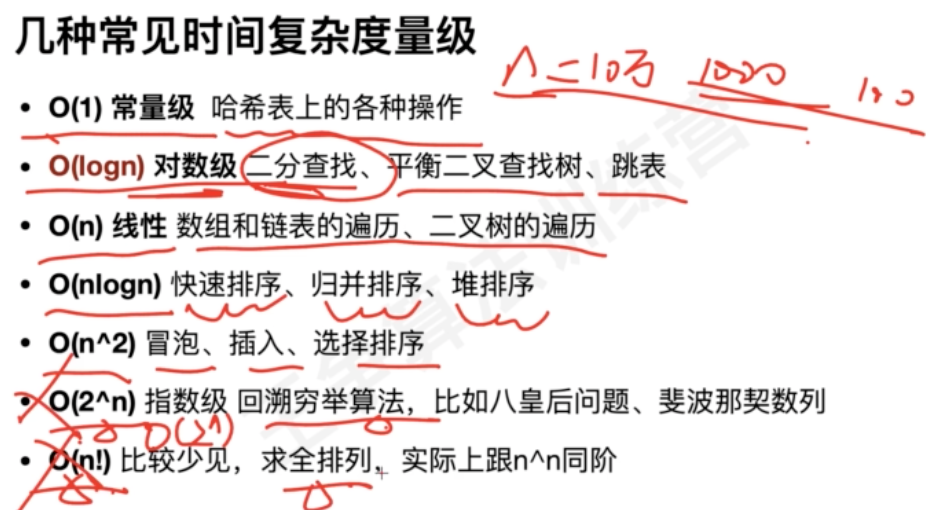 几种常见时间复杂度量级
n=10万 1000 100
• O(1) 常量级 哈希表上的各种操作
• O(logn) 对数级 二分查找、平衡二叉查找树、跳表
• O(n) 线性 数组和链表的遍历、二叉树的遍历
• O(nlogn) 快速排序、归并排序、堆排序
• O(n^2) 冒泡、插入、选择排序
• O(2^n) 指数级 回溯穷举算法，比如八皇后问题、斐波那契数列
O(2^n)
• O(n!) 比较少见，求全排列，实际上跟n^n同阶